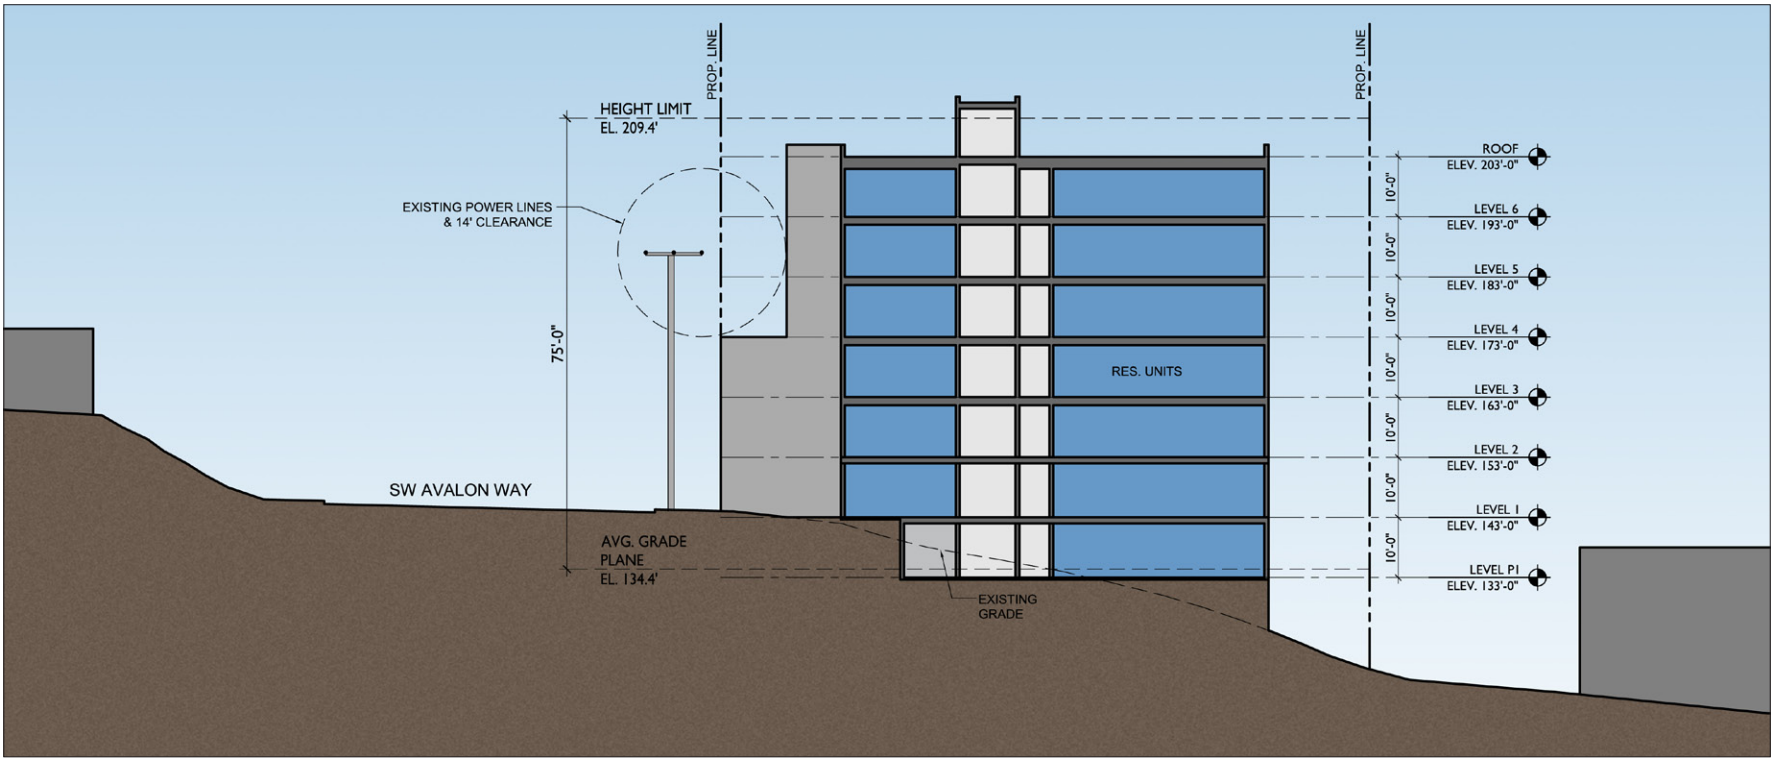 PROP. LINE
PROP. LINE
HEIGHT LIMIT
EL. 209.4'
EXISTING POWER LINES
& 14' CLEARANCE
75'-0"
SW AVALON WAY
AVG. GRADE
PLANE
EL. 134.4'
RES. UNITS
EXISTING
GRADE
10'-0"
10'-0"
10'-0"
10'-0"
10'-0"
10'-0"
10'-0"
ROOF
ELEV. 203'-0"
LEVEL 6
ELEV. 193'-0"
LEVEL 5
ELEV. 183'-0"
LEVEL 4
ELEV. 173'-0"
LEVEL 3
ELEV. 163'-0"
LEVEL 2
ELEV. 153'-0"
LEVEL 1
ELEV. 143'-0"
LEVEL P1
ELEV. 133'-0"